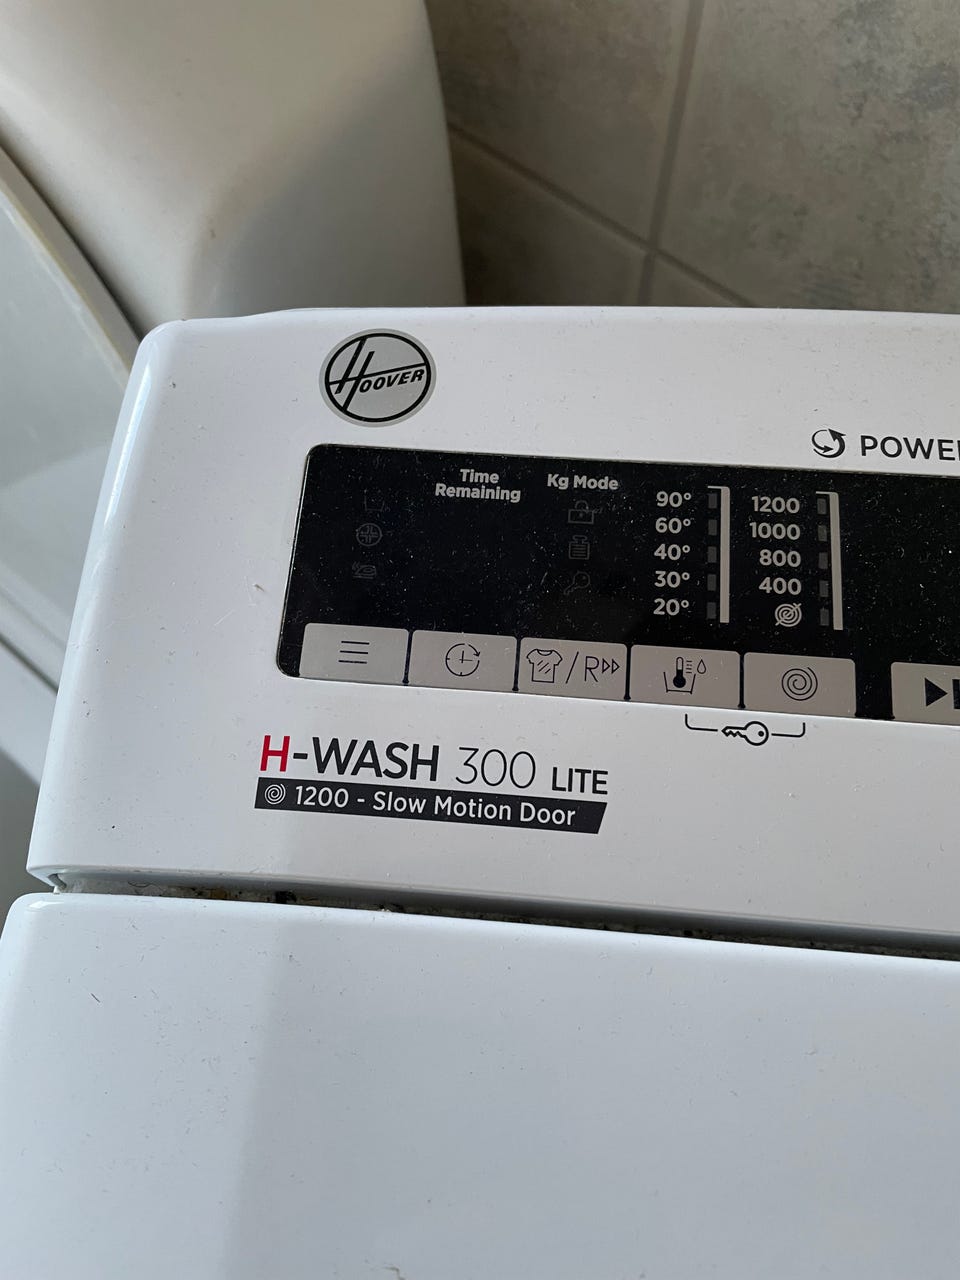 HOOVER
POWE
Time
Remaining
Kg Mode
90°
60°
40°
30°
20°
1200
1000
800
400
/R
H-WASH 300 LITE
1200 - Slow Motion Door